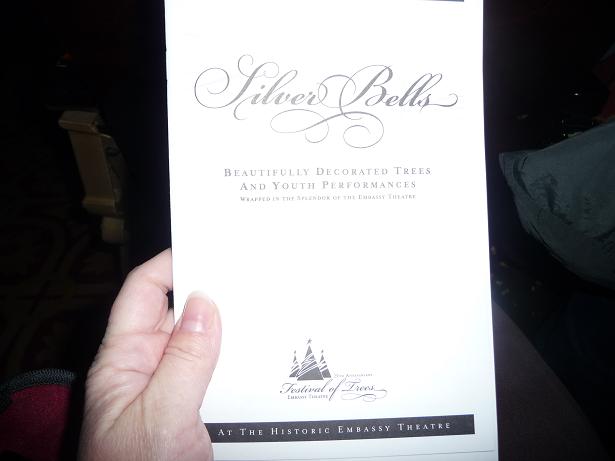 Silver Bells
Beautifully Decorated Trees
And Youth Performances
Wrapped in the Splendor of the Embassy Theatre
Anniversary
Festival of Trees
Embassy Theatre
At The Historic Embassy Theatre